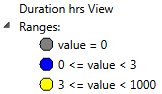 Duration hrs View
Ranges:
value = 0
0 <= value < 3
3 <= value < 1000